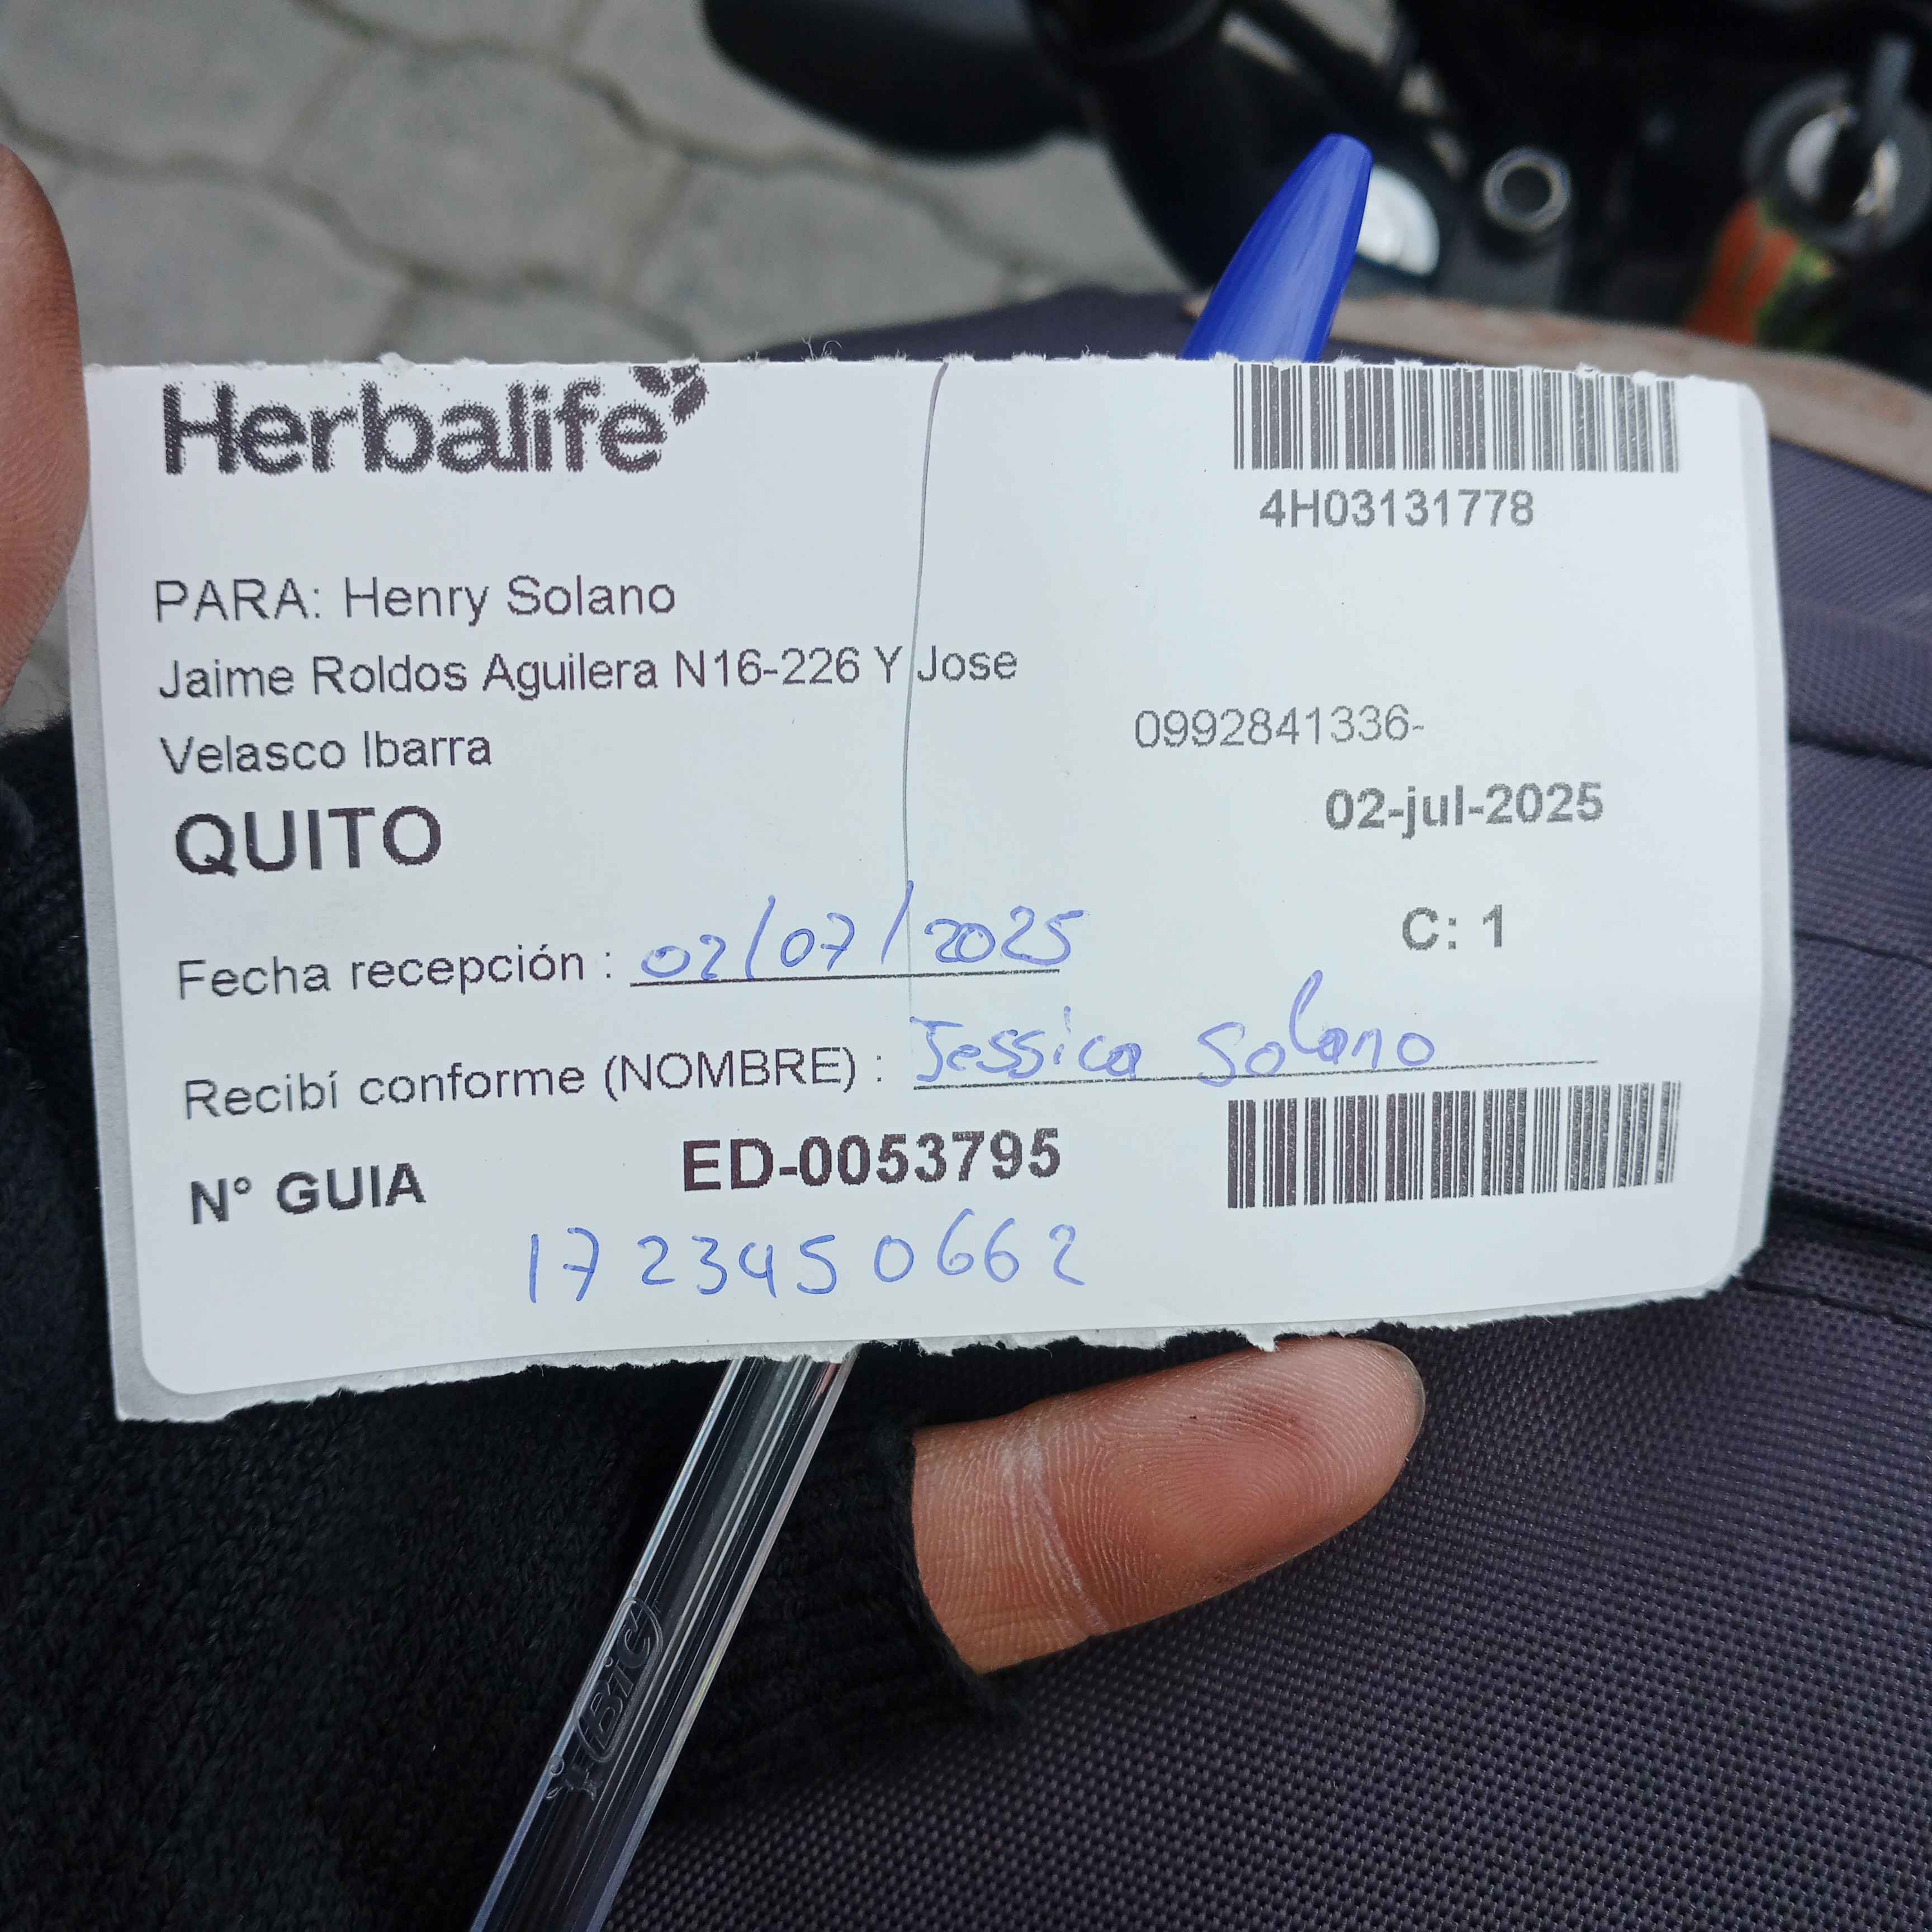 Herbalife
4H03131778
PARA: Henry Solano
Jaime Roldos Aguilera N16-226 Y Jose
Velasco Ibarra
0992841336-
QUITO
02-jul-2025
C: 1
Fecha recepción : 02/07/2025
Recibí conforme (NOMBRE) : Jessica Solano
N° GUIA ED-0053795
1723450662
BIC